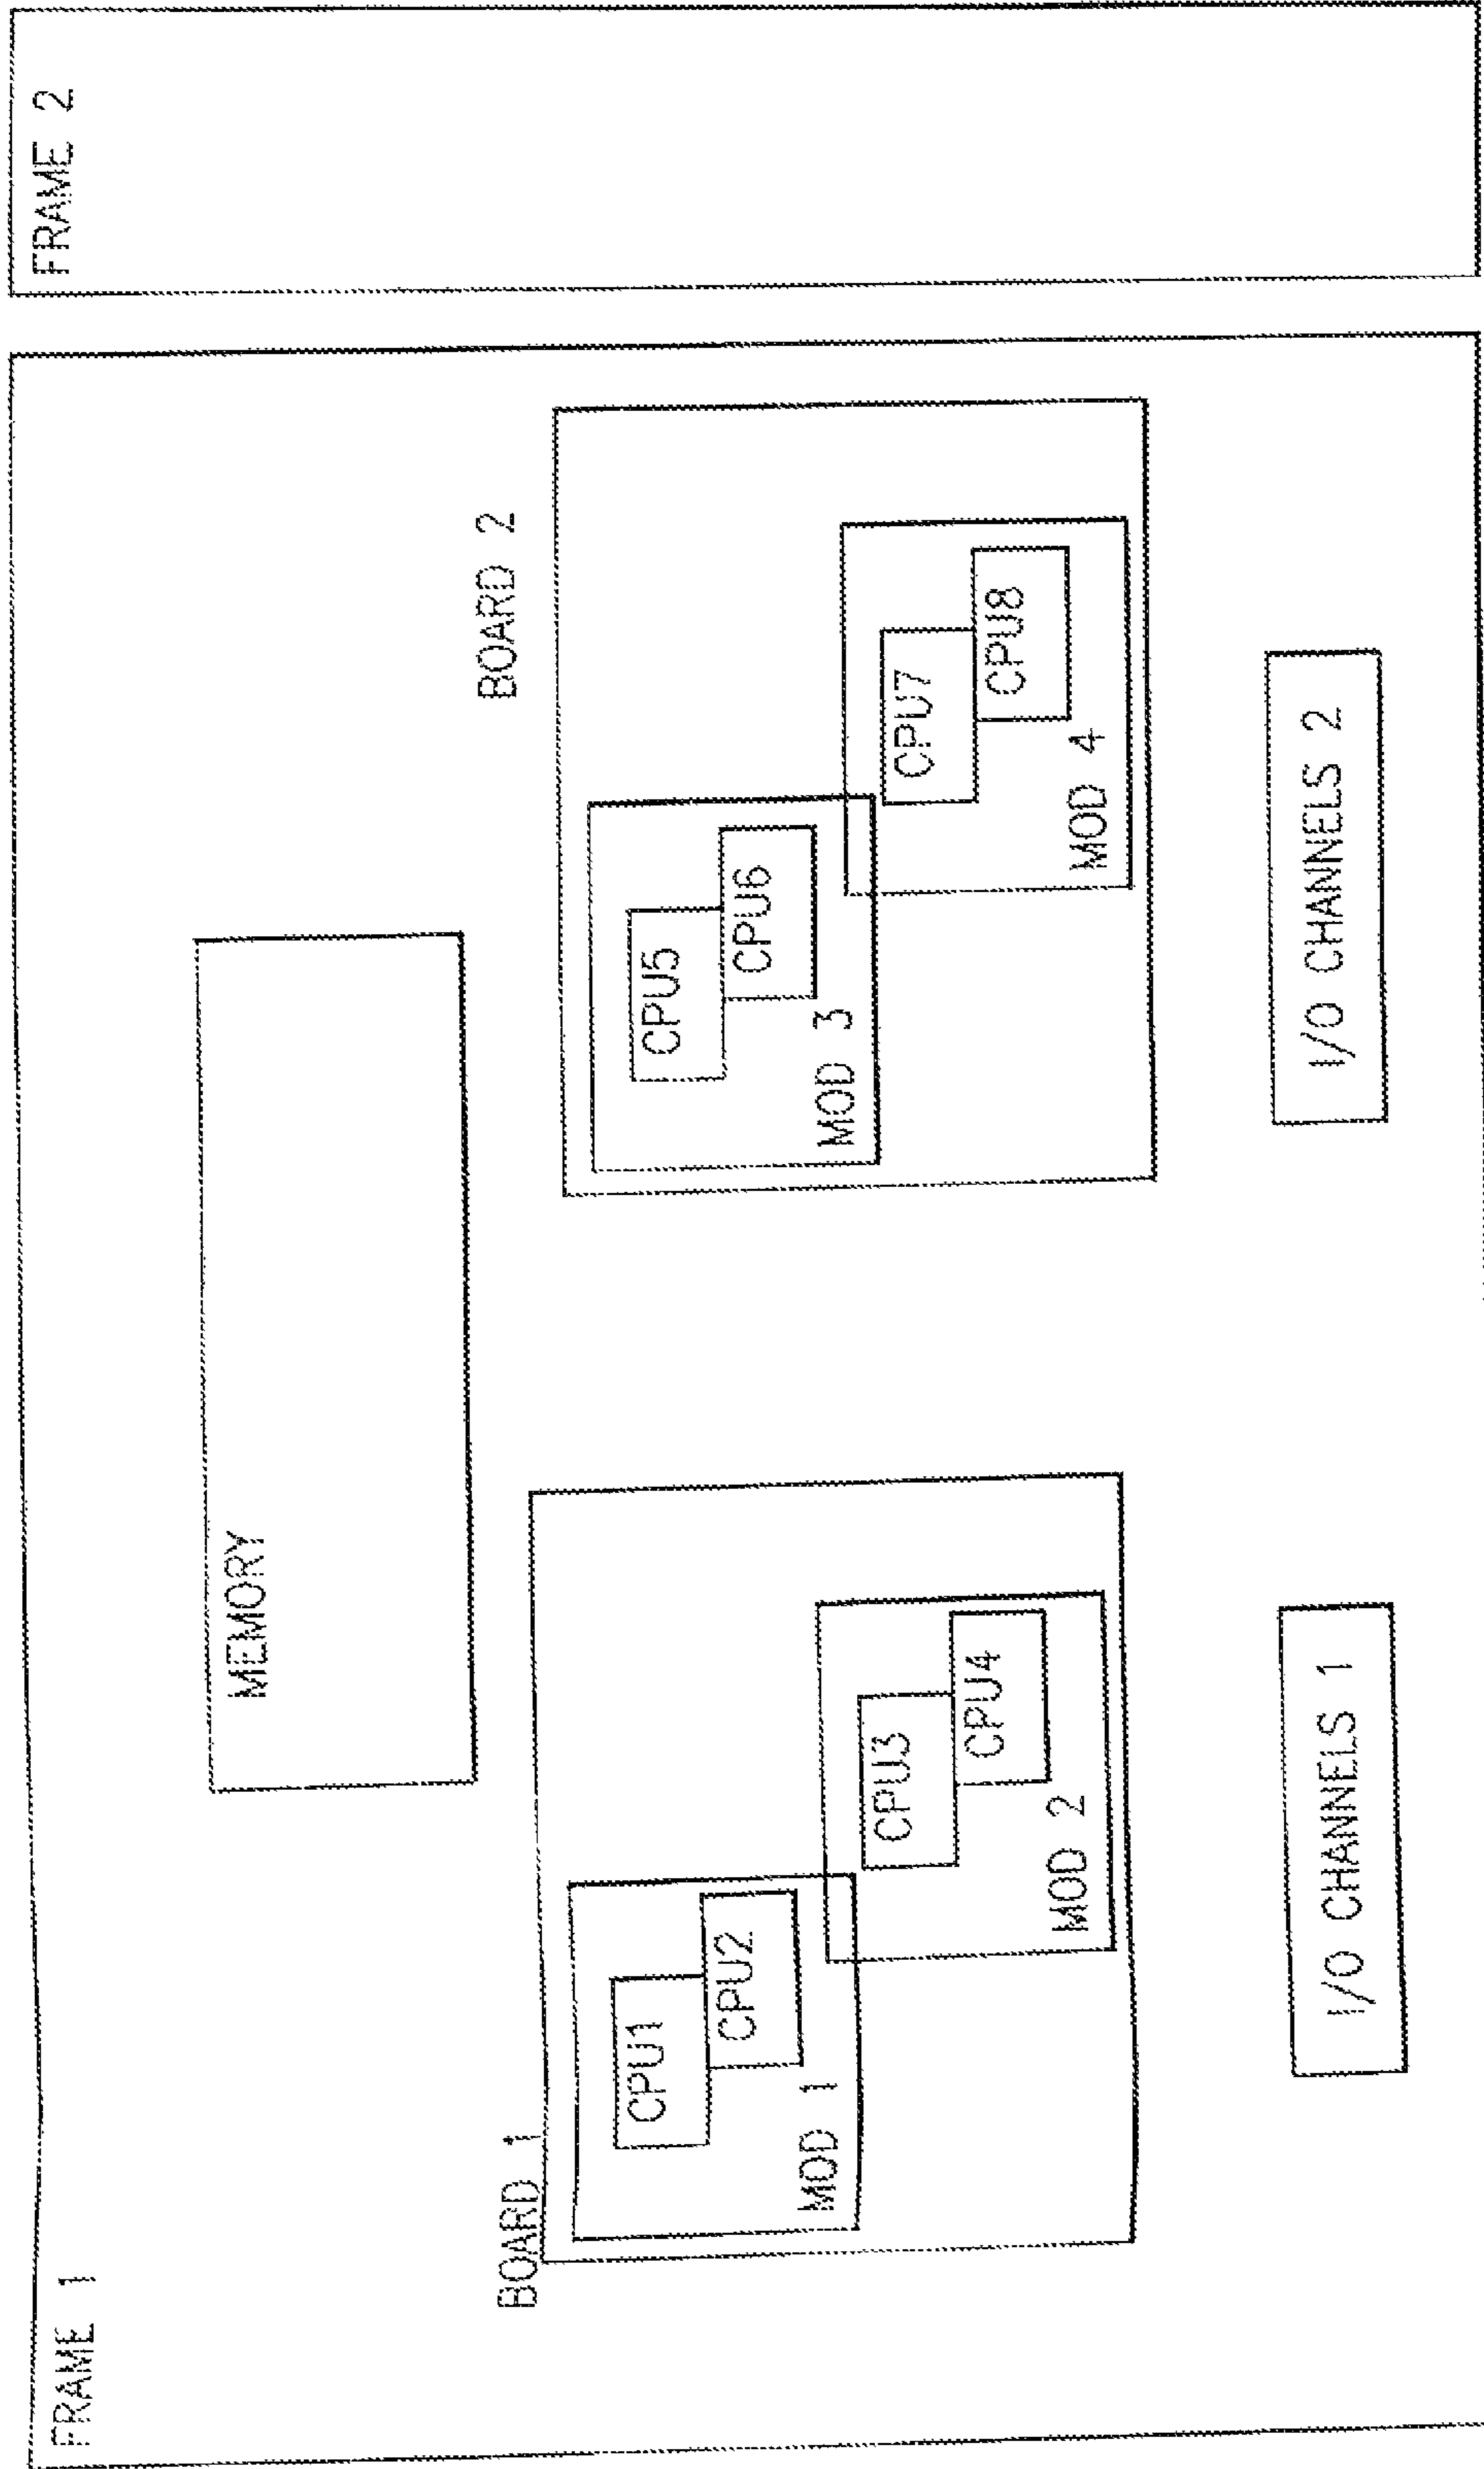 FRAME 1
MEMORY
BOARD 1
CPU1
CPU2
MOD 1
CPU3
CPU4
MOD 2
I/O CHANNELS 1
BOARD 2
CPU5
CPU6
MOD 3
CPU7
CPU8
MOD 4
I/O CHANNELS 2
FRAME 2